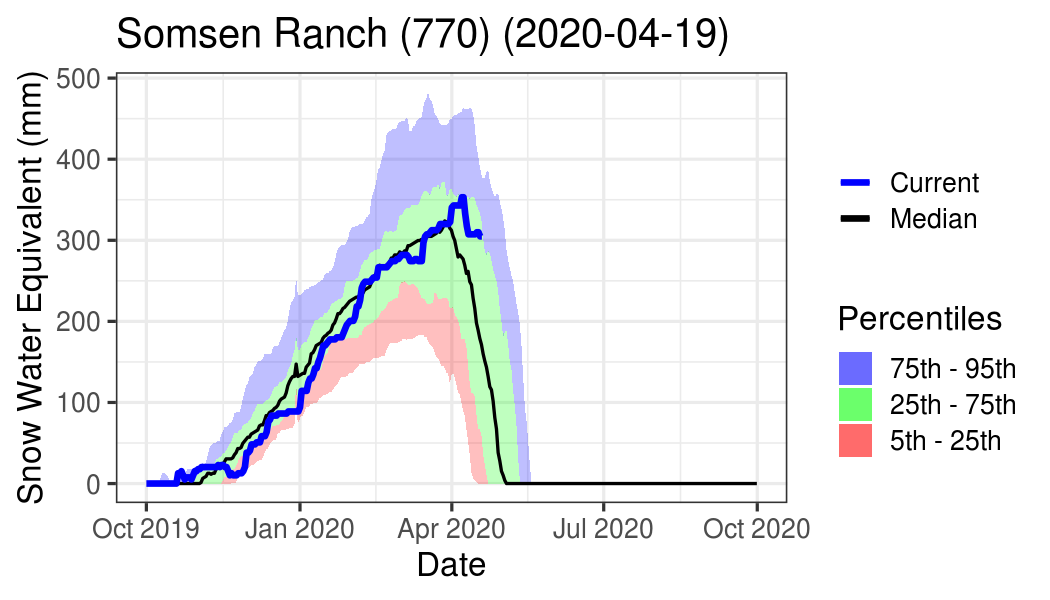 Somsen Ranch (770) (2020-04-19)
Snow Water Equivalent (mm)
500
400
300
200
100
0
Oct 2019
Jan 2020
Apr 2020
Jul 2020
Oct 2020
Date
Current
Median
Percentiles
75th - 95th
25th - 75th
5th - 25th